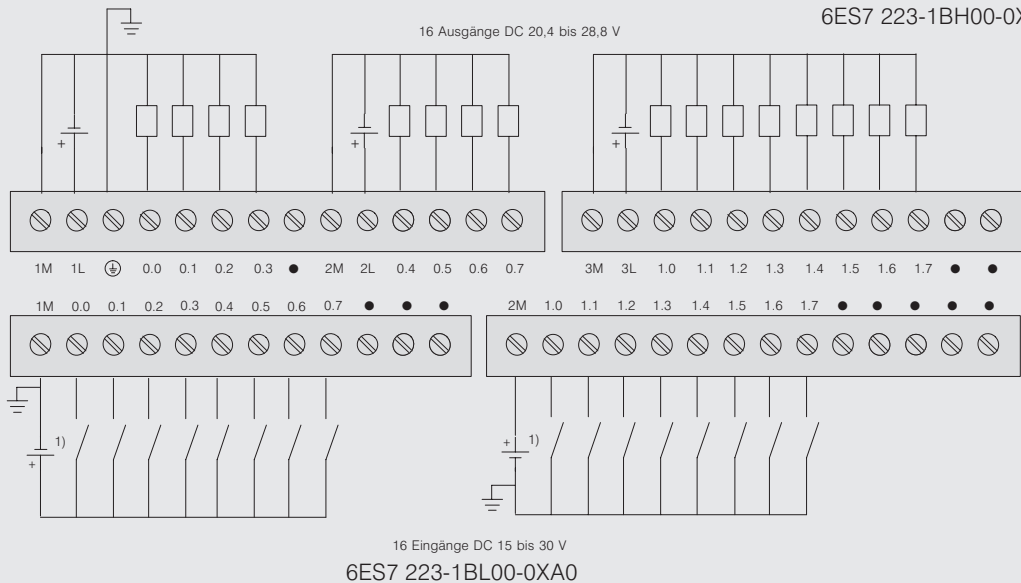 6ES7 223-1BH00-0X
16 Ausgänge DC 20,4 bis 28,8 V
+ + +
1M 1L 0.0 0.1 0.2 0.3 ● 2M 2L 0.4 0.5 0.6 0.7 3M 3L 1.0 1.1 1.2 1.3 1.4 1.5 1.6 1.7 ● ●
1M 0.0 0.1 0.2 0.3 0.4 0.5 0.6 0.7 ● ● ● 2M 1.0 1.1 1.2 1.3 1.4 1.5 1.6 1.7 ● ● ● ● ●
1) + 1)
+
16 Eingänge DC 15 bis 30 V
6ES7 223-1BL00-0XA0